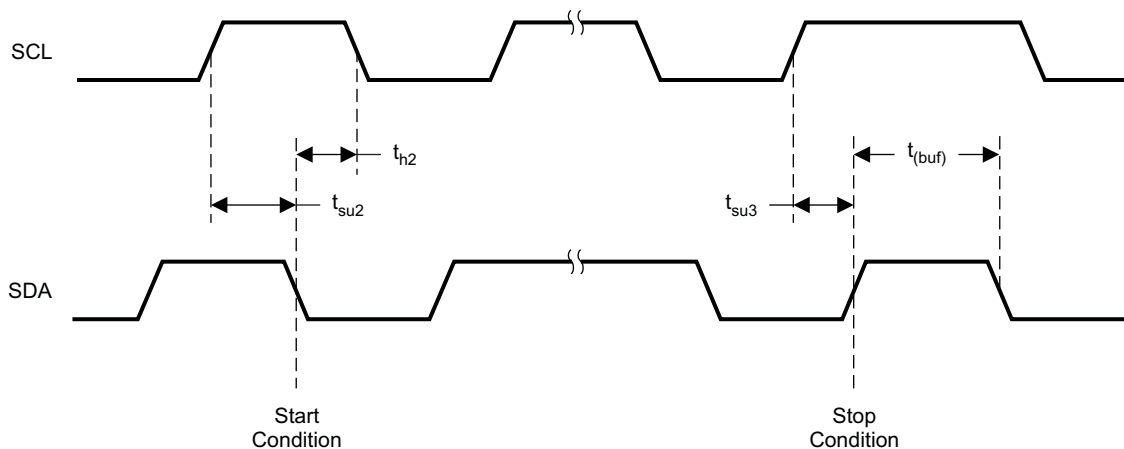 SCL
t_h2
t_(buf)
t_su2
t_su3
SDA
Start
Condition
Stop
Condition